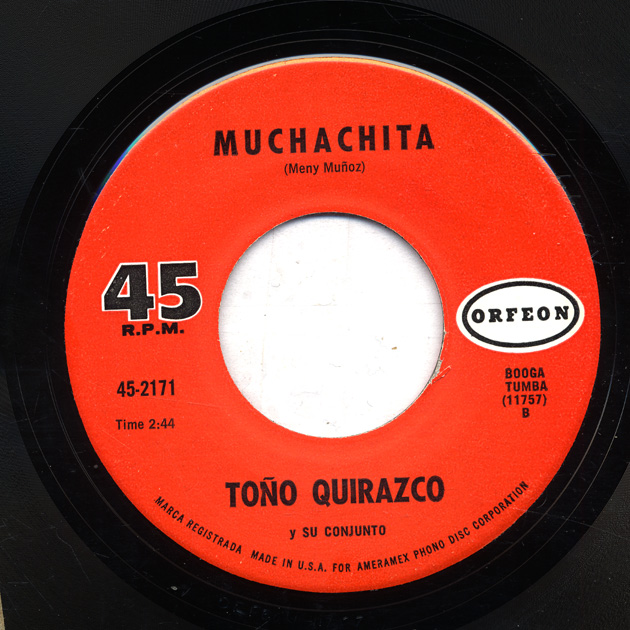 MUCHACHITA
(Meny Muñoz)
45
R.P.M.
ORFEON
45-2171
Time 2:44
BOOGA
TUMBA
(11757)
B
TOÑO QUIRAZCO
y SU CONJUNTO
MARCA REGISTRADA MADE IN U.S.A. FOR AMERAMEX PHONO DISC CORPORATION